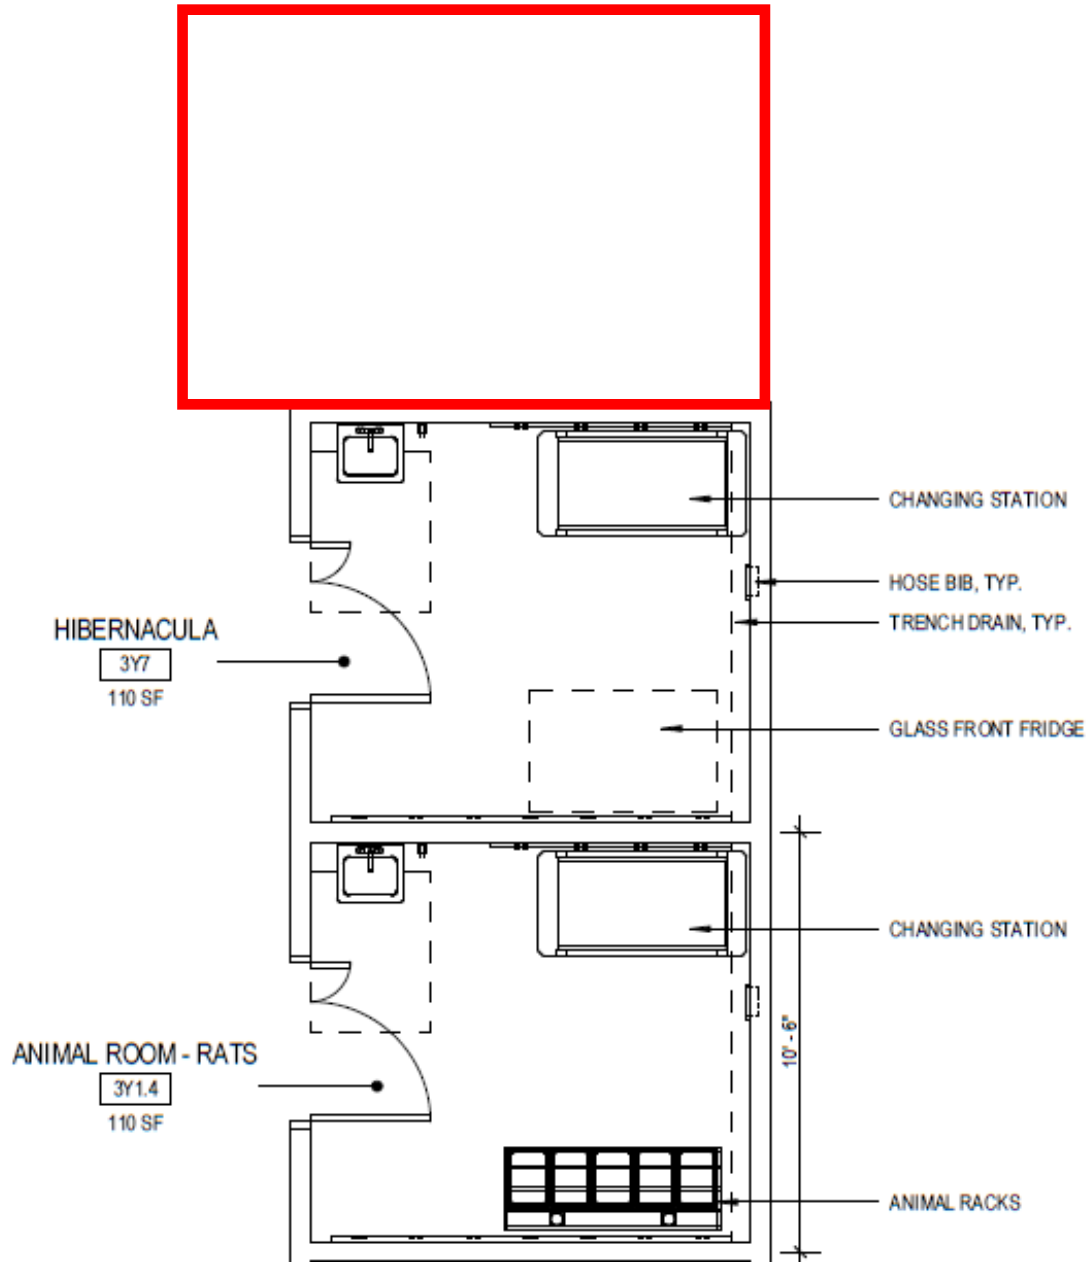 CHANGING STATION
HOSE BIB, TYP.
TRENCH DRAIN, TYP.
HIBERNACULA
3Y7
110 SF
GLASS FRONT FRIDGE
CHANGING STATION
10' - 6"
ANIMAL ROOM - RATS
3Y1.4
110 SF
ANIMAL RACKS